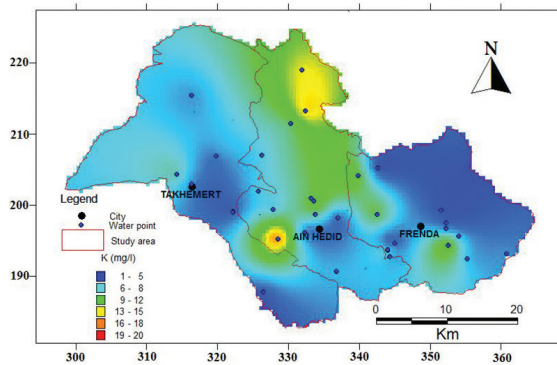 N
220
210
200
190
TAKHEMERT
AIN HEDID
FRENDA
Legend
City
Water point
Study area
K (mg/l)
1 - 5
6 - 8
9 - 12
13 - 15
16 - 18
19 - 20
0 10 20
Km
300 310 320 330 340 350 360